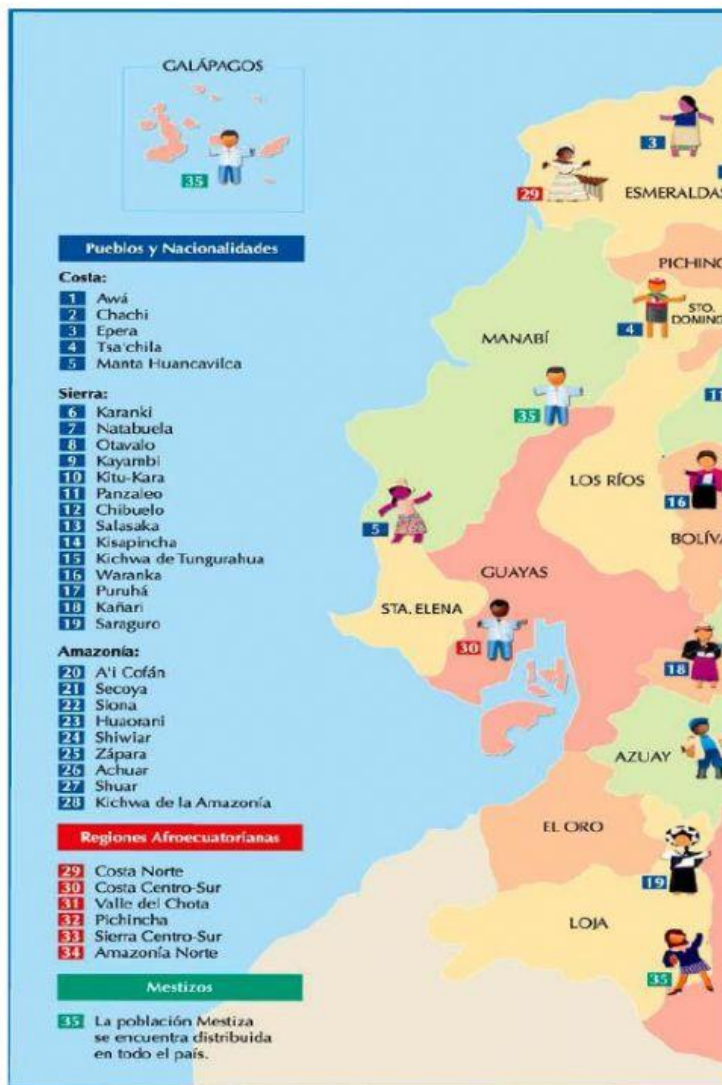 GALÁPAGOS
35
Pueblos y Nacionalidades
Costa:
1 Awá
2 Chachi
3 Epera
4 Tsa'chila
5 Manta Huancavilca
Sierra:
6 Karanki
7 Natabuela
8 Otavalo
9 Kayambi
10 Kitu-Kara
11 Panzaleo
12 Chibuelo
13 Salasaka
14 Kisapincha
15 Kichwa de Tungurahua
16 Waranka
17 Puruhá
18 Kañari
19 Saraguro
Amazonía:
20 A'i Cofán
21 Secoya
22 Siona
23 Huaorani
24 Shiwiar
25 Zápara
26 Achuar
27 Shuar
28 Kichwa de la Amazonía
Regiones Afroecuatorianas
29 Costa Norte
30 Costa Centro-Sur
31 Valle del Chota
32 Pichincha
33 Sierra Centro-Sur
34 Amazonía Norte
Mestizos
35 La población Mestiza
se encuentra distribuida
en todo el país.
3
29
ESMERALDAS
PICHINC
STO.
DOMING
4
MANABÍ
35
11
LOS RÍOS
16
5
BOLÍVA
GUAYAS
STA. ELENA
30
18
AZUAY
EL ORO
19
LOJA
35